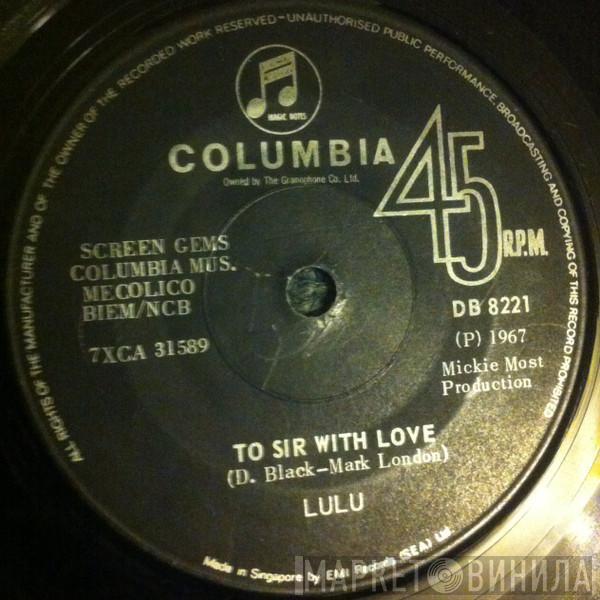 ALL RIGHTS OF THE MANUFACTURER AND OF THE OWNER OF THE RECORDED WORK RESERVED - UNAUTHORISED PUBLIC PERFORMANCE, BROADCASTING AND COPYING OF THIS RECORD PROHIBITED
MAGIC NOTES
COLUMBIA
Owned by The Gramophone Co. Ltd.
45
R.P.M.
SCREEN GEMS
COLUMBIA MUS.
MECOLICO
BIEM/NCB
7XCA 31589
DB 8221
(P) 1967
Mickie Most
Production
TO SIR WITH LOVE
(D. Black-Mark London)
LULU
Made in Singapore by EMI Records (SEA) Ltd.
МАРКЕТ ВИНИЛА